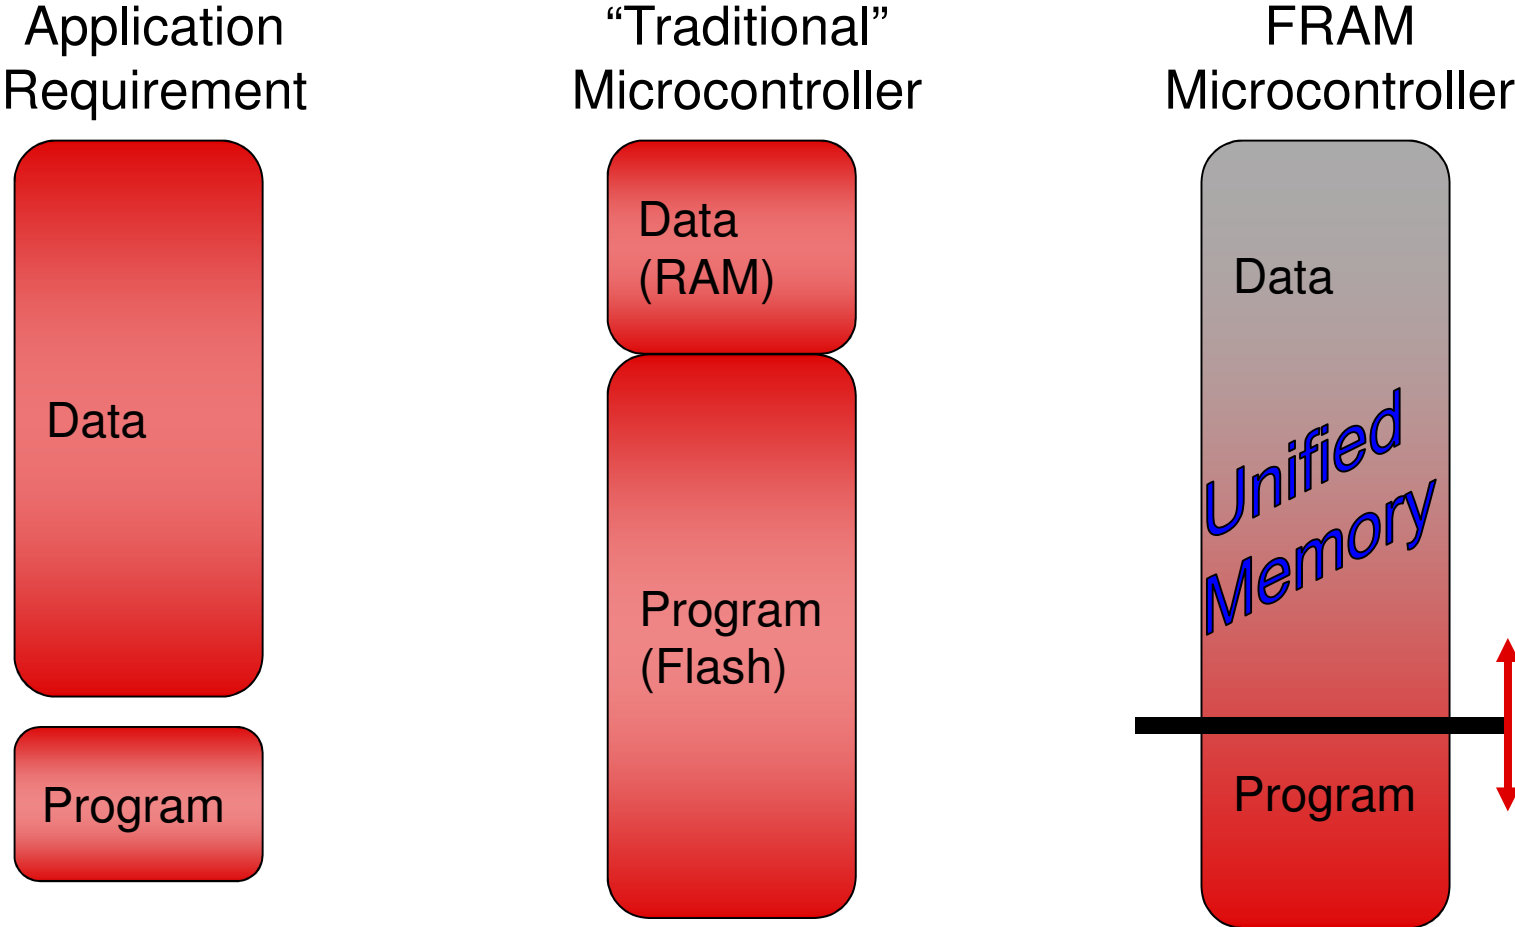 Application
Requirement
Data
Program
“Traditional”
Microcontroller
Data
(RAM)
Program
(Flash)
FRAM
Microcontroller
Data
Unified
Memory
Program